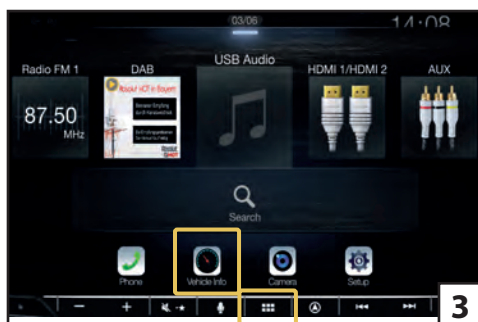 03/06
14:08
Radio FM 1
DAB
USB Audio
HDMI 1/HDMI 2
AUX
87.50
MHz
Search
Phone
Vehicle Info
Camera
Setup
3